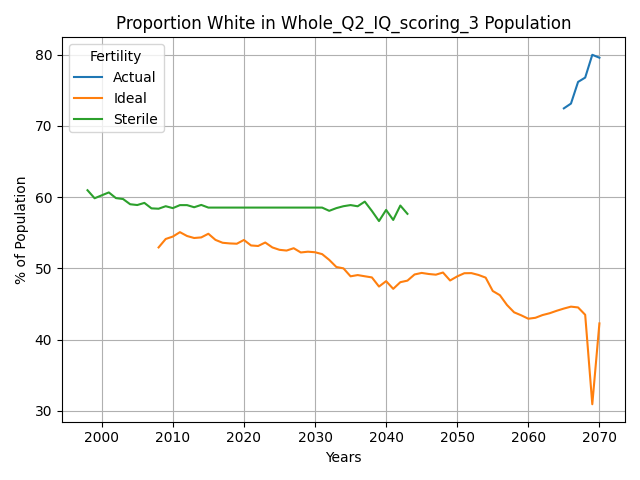 Proportion White in Whole_Q2_IQ_scoring_3 Population
Fertility
Actual
Ideal
Sterile
% of Population
80
70
60
50
40
30
2000 2010 2020 2030 2040 2050 2060 2070
Years